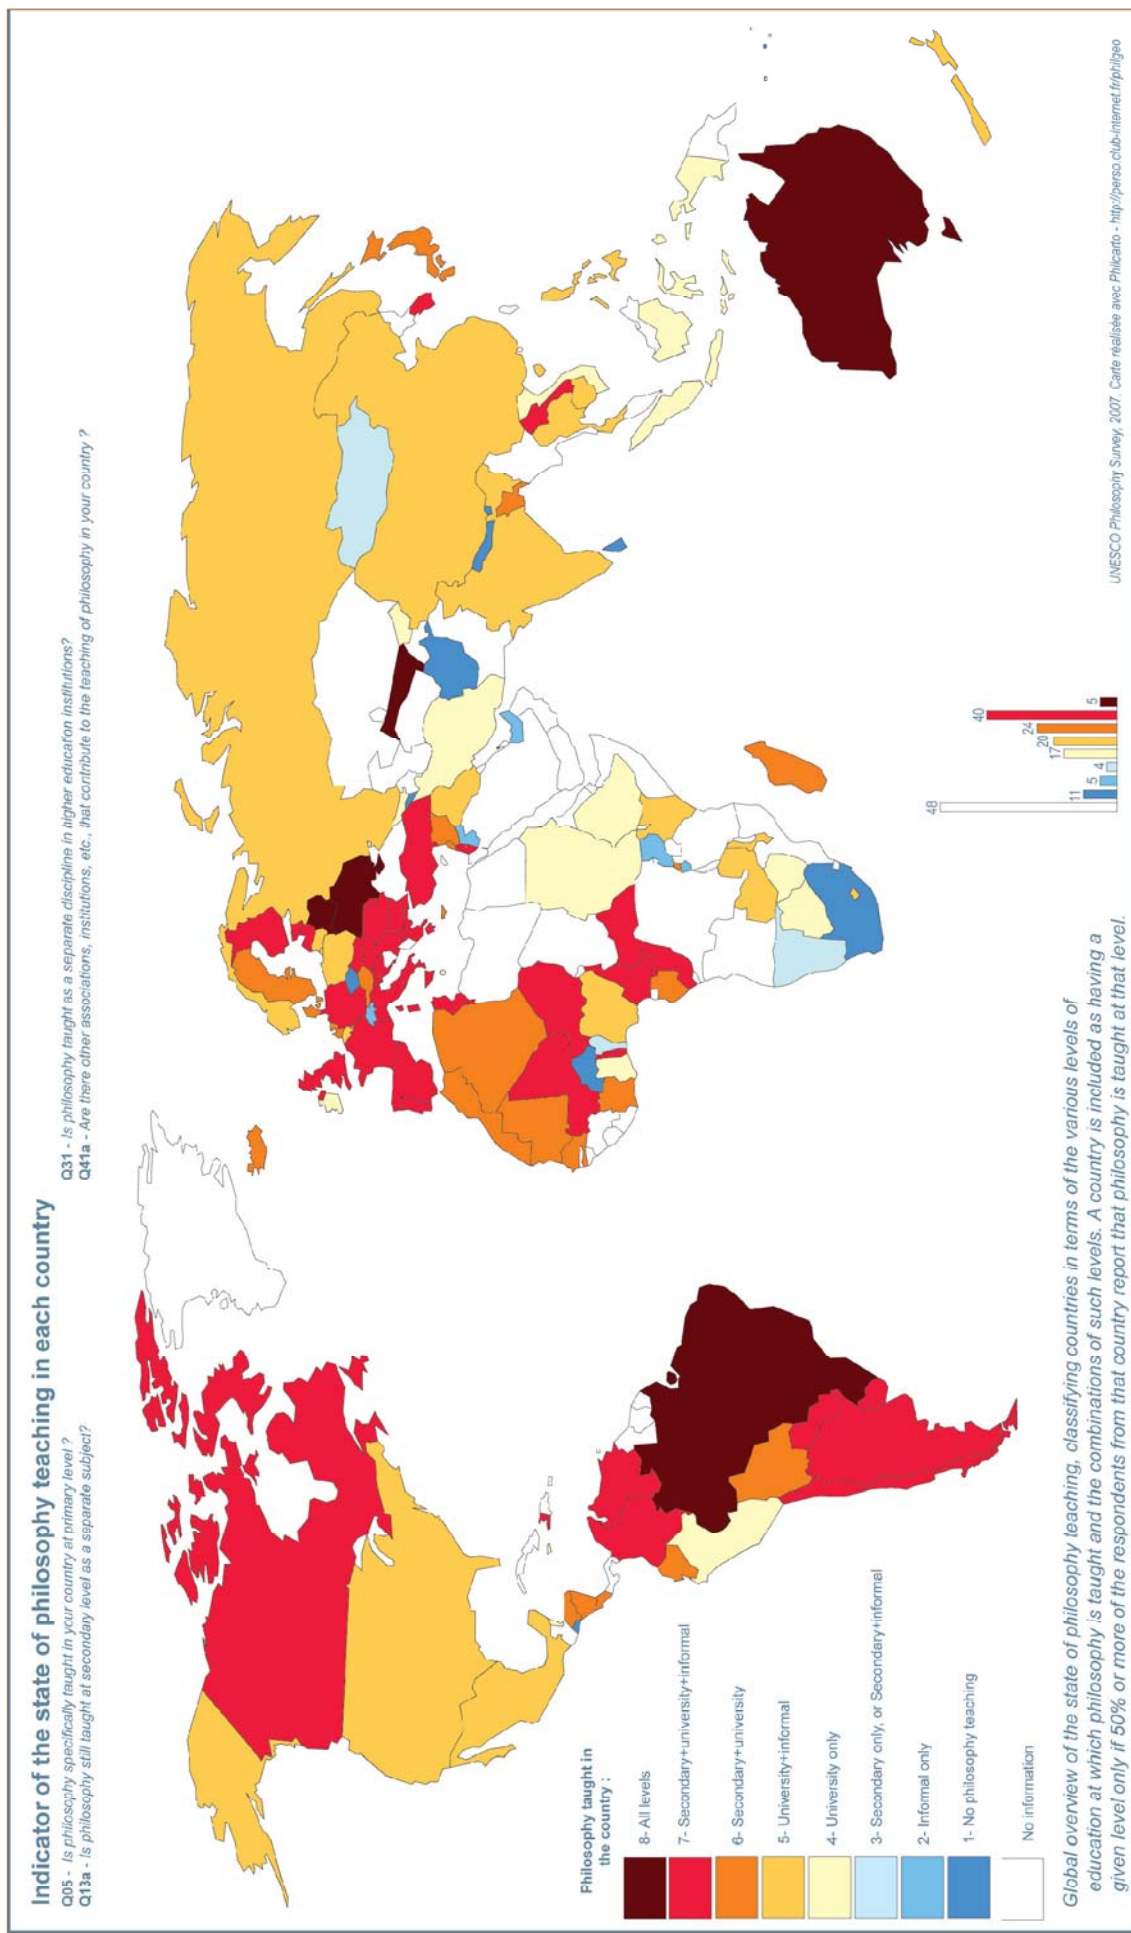 Indicator of the state of philosophy teaching in each country
Q05 - Is philosophy specifically taught in your country at primary level ?
Q13a - Is philosophy still taught at secondary level as a separate subject?
Q31 - Is philosophy taught as a separate discipline in higher education institutions?
Q41a - Are there other associations, institutions, etc., that contribute to the teaching of philosophy in your country ?
Philosophy taught in
the country :
8- All levels
7- Secondary+university+informal
6- Secondary+university
5- University+informal
4- University only
3- Secondary only, or Secondary+informal
2- Informal only
1- No philosophy teaching
No information
48
11
5
4
17
20
24
40
5
Global overview of the state of philosophy teaching, classifying countries in terms of the various levels of
education at which philosophy is taught and the combinations of such levels. A country is included as having a
given level only if 50% or more of the respondents from that country report that philosophy is taught at that level.
UNESCO Philosophy Survey, 2007. Carte réalisée avec Philcarto - http://perso.club-internet.fr/philgeo